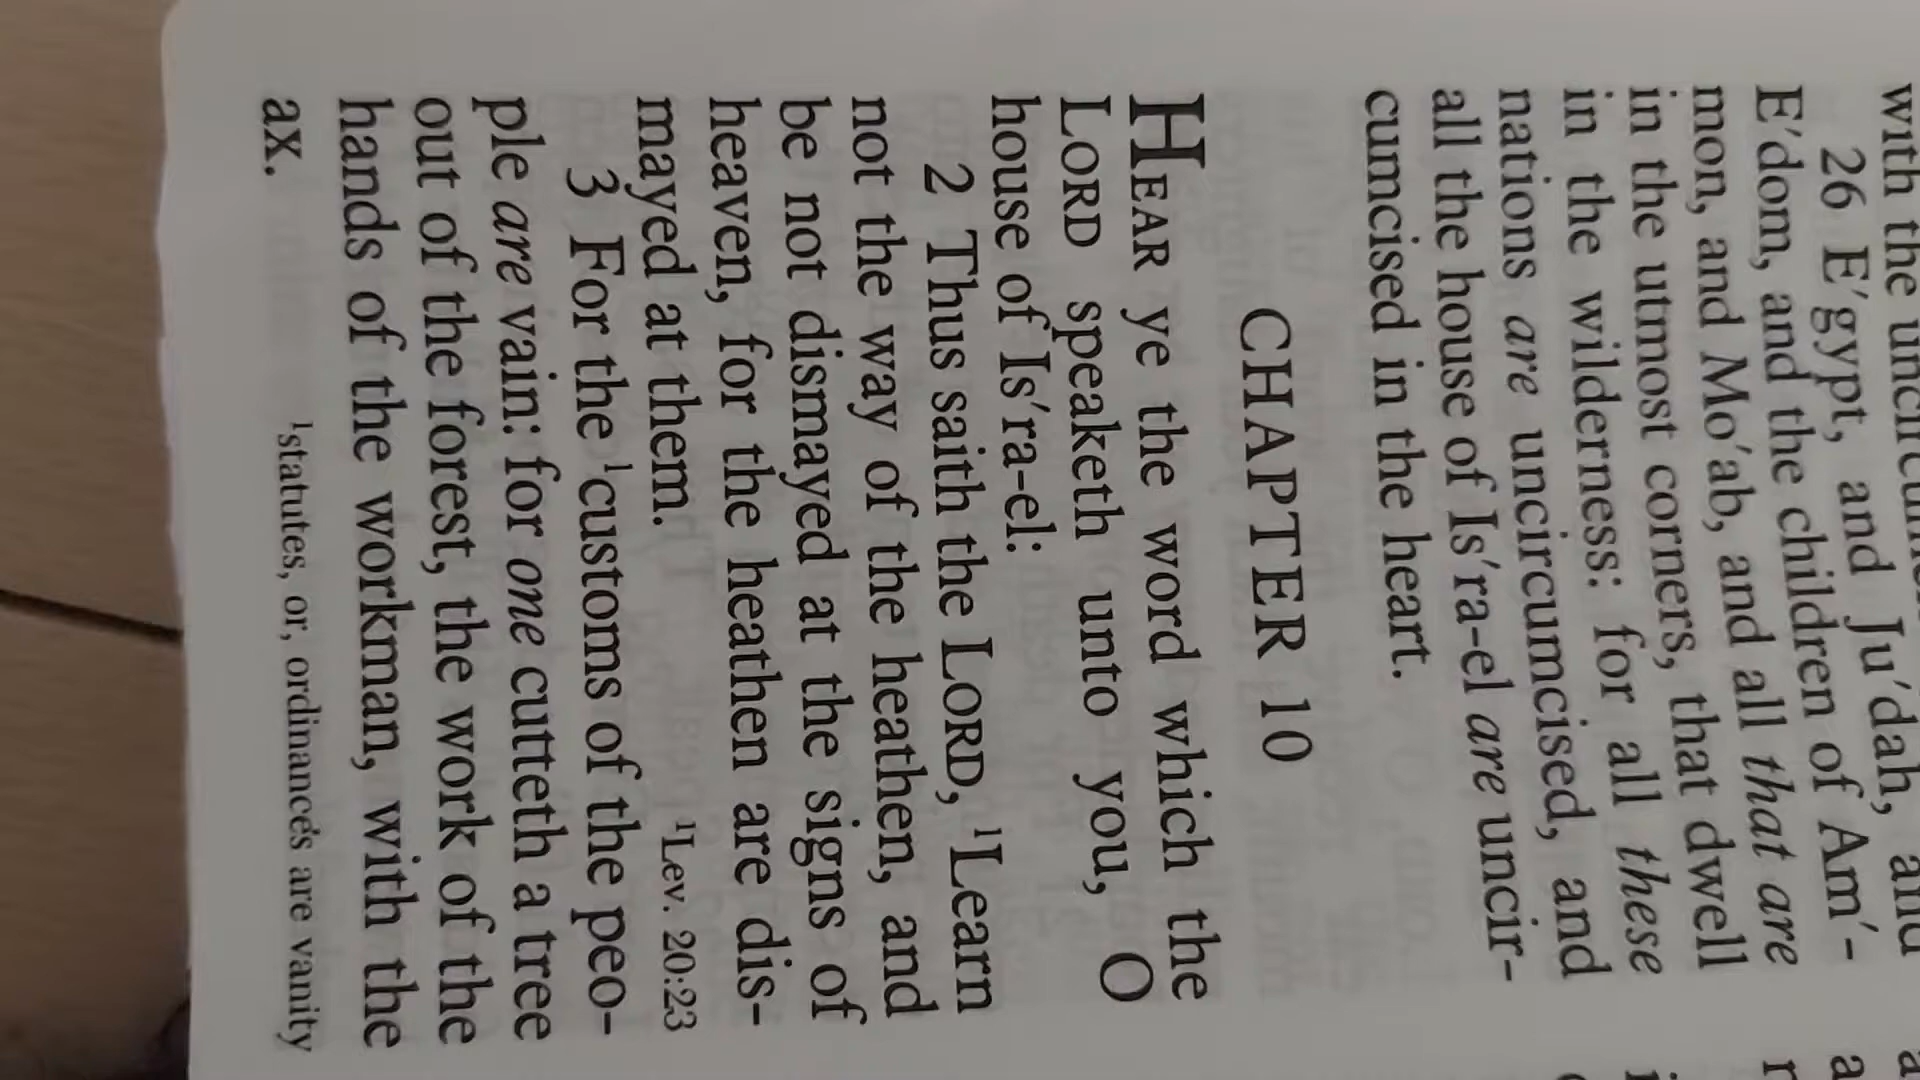 with the
26 E′gypt, and Ju′dah, and
E′dom, and the children of Am′-
mon, and Mo′ab, and all that are
in the utmost corners, that dwell
in the wilderness: for all these
nations are uncircumcised, and
all the house of Is′ra-el are uncir-
cumcised in the heart.
CHAPTER 10
HEAR ye the word which the
LORD speaketh unto you, O
house of Is′ra-el:
2 Thus saith the LORD, ¹Learn
not the way of the heathen, and
be not dismayed at the signs of
heaven, for the heathen are dis-
mayed at them.
¹Lev. 20:23
3 For the ¹customs of the peo-
ple are vain: for one cutteth a tree
out of the forest, the work of the
hands of the workman, with the
ax.
¹statutes, or, ordinances are vanity